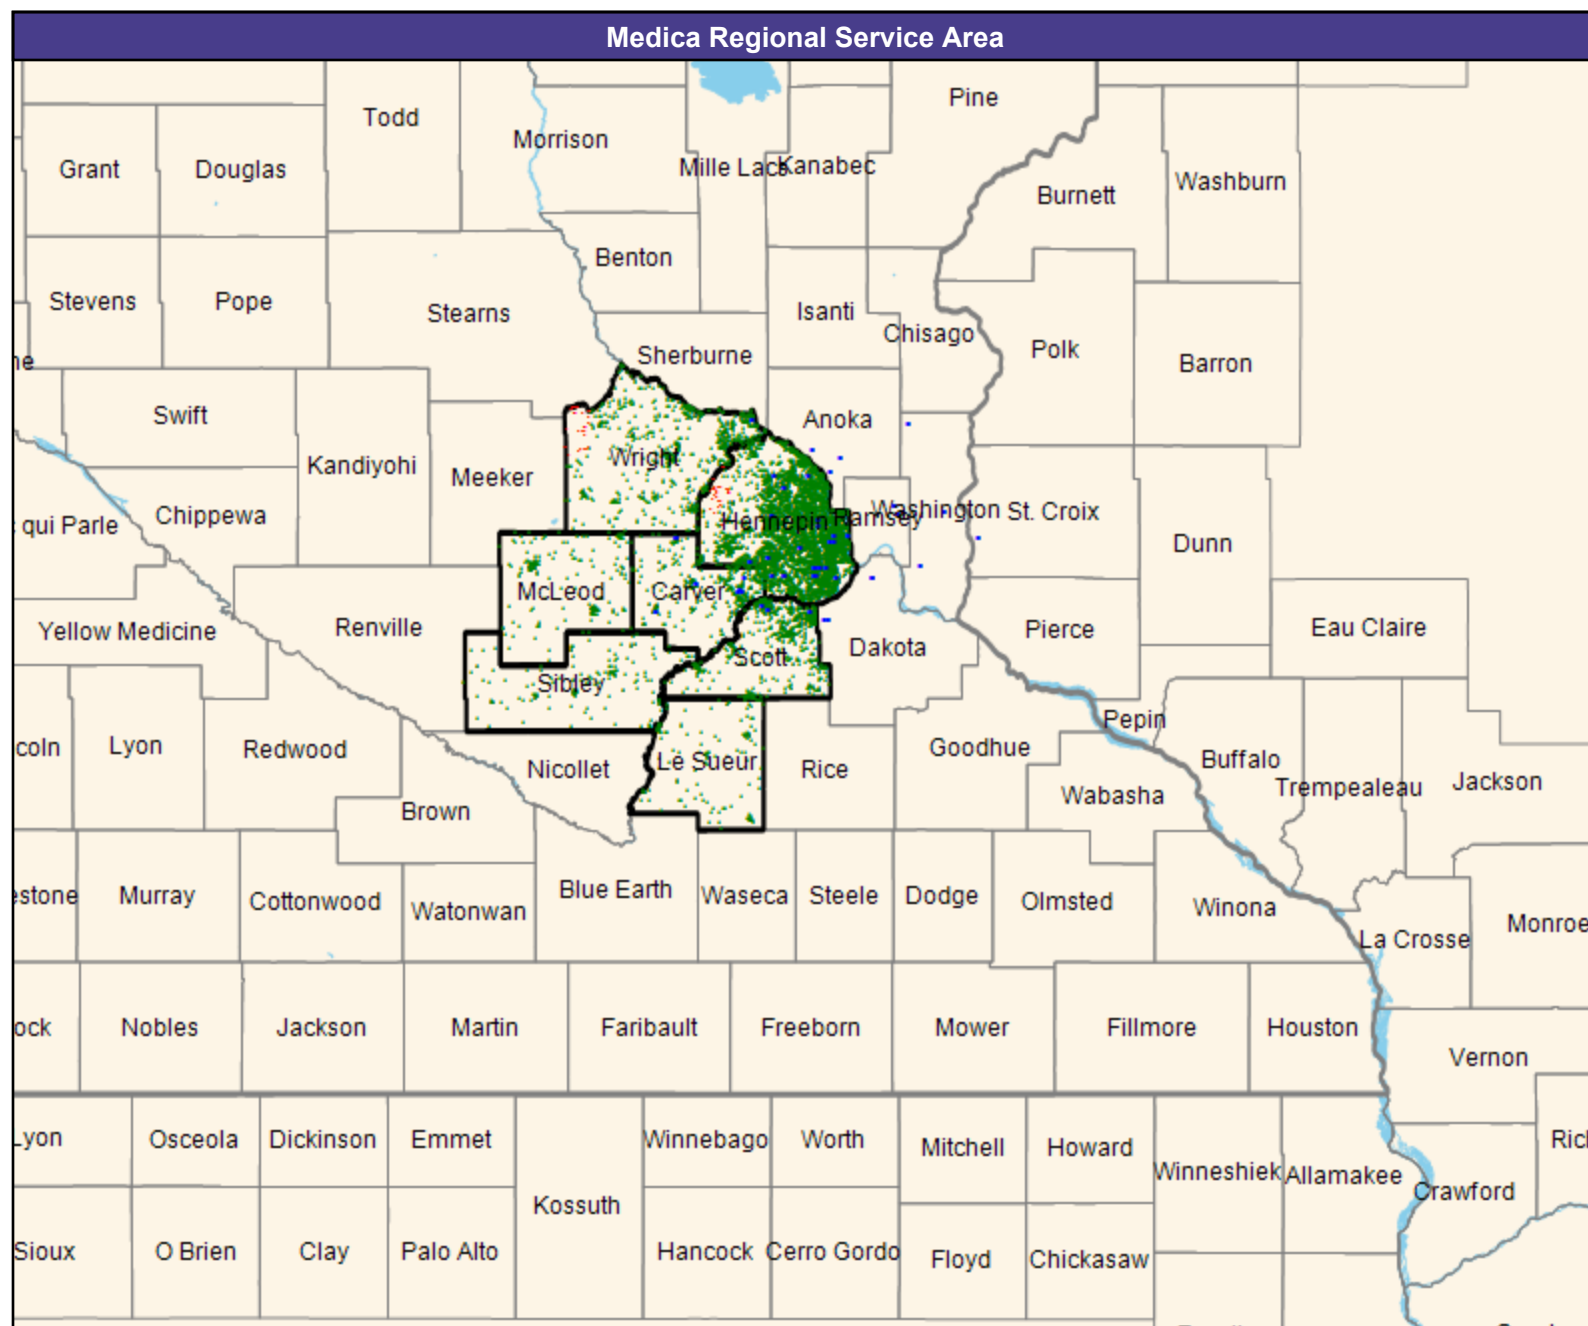 Medica Regional Service Area
Pine
Todd
Morrison
Grant
Douglas
Mille Lacs
Kanabec
Washburn
Burnett
Benton
Stevens
Pope
Stearns
Isanti
Chisago
Sherburne
Polk
Barron
ne
Swift
Anoka
Kandiyohi
Wright
Meeker
Chippewa
qui Parle
Hennepin
Ramsey
Washington
St. Croix
Dunn
McLeod
Carver
Yellow Medicine
Renville
Pierce
Eau Claire
Dakota
Scott
Sibley
Pepin
coln
Lyon
Redwood
Goodhue
Nicollet
Le Sueur
Rice
Buffalo
Trempealeau
Jackson
Wabasha
Brown
estone
Murray
Cottonwood
Watonwan
Blue Earth
Waseca
Steele
Dodge
Olmsted
Winona
La Crosse
Monroe
ock
Nobles
Jackson
Martin
Faribault
Freeborn
Mower
Fillmore
Houston
Vernon
Lyon
Osceola
Dickinson
Emmet
Winnebago
Worth
Mitchell
Howard
Winneshiek
Allamakee
Crawford
Ricl
Kossuth
Sioux
O Brien
Clay
Palo Alto
Hancock
Cerro Gordo
Floyd
Chickasaw